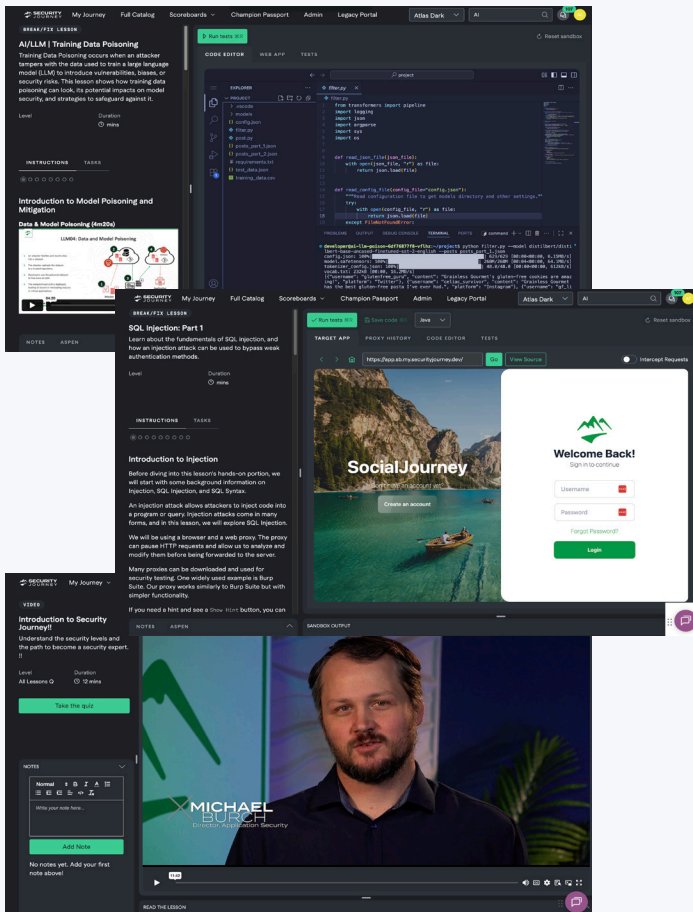 SECURITY JOURNEY
My Journey
Full Catalog
Scoreboards
Champion Passport
Admin
Legacy Portal
Atlas Dark
AI
BREAK/FIX LESSON
AI/LLM | Training Data Poisoning
Training Data Poisoning occurs when an attacker
tampers with the data used to train a large language
model (LLM) to introduce vulnerabilities, biases, or
security risks. This lesson shows how training data
poisoning can look, its potential impacts on model
security, and strategies to safeguard against it.
Level
Duration
mins
INSTRUCTIONS
TASKS
Introduction to Model Poisoning and
Mitigation
Data & Model Poisoning (4m20s)
LLM04: Data and Model Poisoning
NOTES
ASPEN
Run tests
Reset sandbox
CODE EDITOR
WEB APP
TESTS
project
EXPLORER
PROJECT
.vscode
models
config.json
filter.py
post.py
posts_part_1.json
posts_part_2.json
requirements.txt
test_data.json
training_data.csv
filter.py
filter.py
from transformers import pipeline
import logging
import json
import argparse
import sys
import os
def read_json_file(json_file):
with open(json_file, "r") as file:
return json.load(file)
def read_config_file(config_file="config.json"):
"""Read configuration file to get models directory and other settings."""
try:
with open(config_file, "r") as file:
return json.load(file)
except FileNotFoundError:
PROBLEMS
OUTPUT
DEBUG CONSOLE
TERMINAL
PORTS
command
SECURITY JOURNEY
My Journey
Full Catalog
Scoreboards
Champion Passport
Admin
Legacy Portal
Atlas Dark
AI
BREAK/FIX LESSON
SQL Injection: Part 1
Learn about the fundamentals of SQL injection, and
how an injection attack can be used to bypass weak
authentication methods.
Level
Duration
mins
INSTRUCTIONS
TASKS
Introduction to Injection
Before diving into this lesson's hands-on portion, we
will start with some background information on
Injection, SQL Injection, and SQL Syntax.
An injection attack allows attackers to inject code into
a program or query. Injection attacks come in many
forms, and in this lesson, we will explore SQL Injection.
We will be using a browser and a web proxy. The proxy
can pause HTTP requests and allow us to analyze and
modify them before being forwarded to the server.
Many proxies can be downloaded and used for
security testing. One widely used example is Burp
Suite. Our proxy works similarly to Burp Suite but with
simpler functionality.
If you need a hint and see a Show Hint button, you can
NOTES
ASPEN
Run tests
Save code
Java
Reset sandbox
TARGET APP
PROXY HISTORY
CODE EDITOR
TESTS
https://app.sb.my.securityjourney.dev/
Go
View Source
Intercept Requests
SocialJourney
Don't have an account yet?
Create an account
Welcome Back!
Sign in to continue
Username
Password
Forgot Password?
Login
SANDBOX OUTPUT
SECURITY JOURNEY
My Journey
VIDEO
Introduction to Security
Journey!!
Understand the security levels and
the path to become a security expert.
!!
Level
Duration
All Lessons
12 mins
Take the quiz
NOTES
Normal
Write your note here...
Add Note
No notes yet. Add your first
note above!
MICHAEL
BURCH
Director, Application Security
11:43
READ THE LESSON